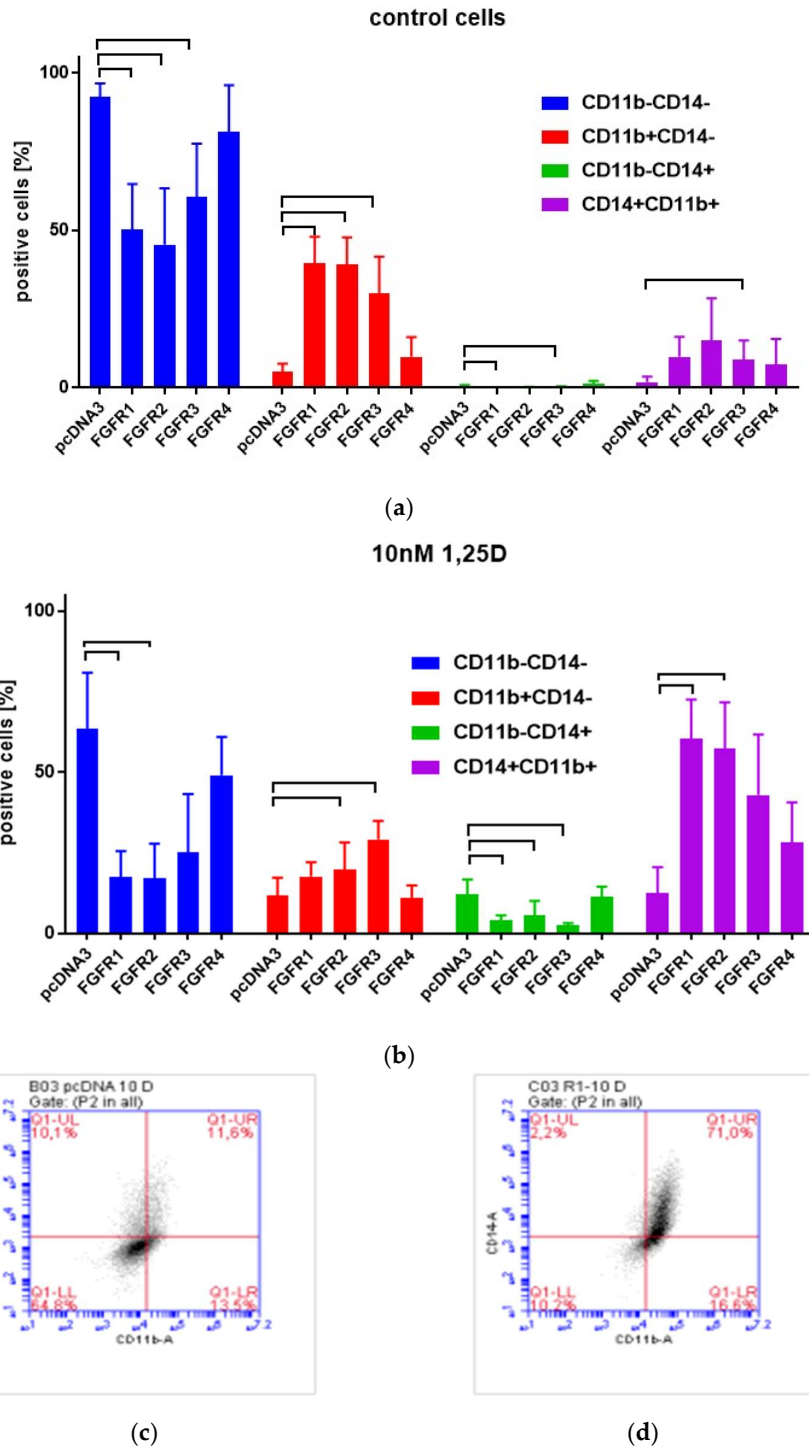 control cells
positive cells [%]
100
50
0
CD11b-CD14-
CD11b+CD14-
CD11b-CD14+
CD14+CD11b+
pcDNA3 FGFR1 FGFR2 FGFR3 FGFR4 pcDNA3 FGFR1 FGFR2 FGFR3 FGFR4 pcDNA3 FGFR1 FGFR2 FGFR3 FGFR4 pcDNA3 FGFR1 FGFR2 FGFR3 FGFR4
(a)
10nM 1,25D
positive cells [%]
100
50
0
CD11b-CD14-
CD11b+CD14-
CD11b-CD14+
CD14+CD11b+
pcDNA3 FGFR1 FGFR2 FGFR3 FGFR4 pcDNA3 FGFR1 FGFR2 FGFR3 FGFR4 pcDNA3 FGFR1 FGFR2 FGFR3 FGFR4 pcDNA3 FGFR1 FGFR2 FGFR3 FGFR4
(b)
B03 pcDNA 10 D
Gate: (P2 in all)
Q1-UL Q1-UR
10,1% 11,6%
Q1-LL Q1-LR
64,8% 13,5%
CD11b-A
C03 R1-10 D
Gate: (P2 in all)
Q1-UL Q1-UR
2,2% 71,0%
CD14-A
Q1-LL Q1-LR
10,2% 16,6%
CD11b-A
(c) (d)